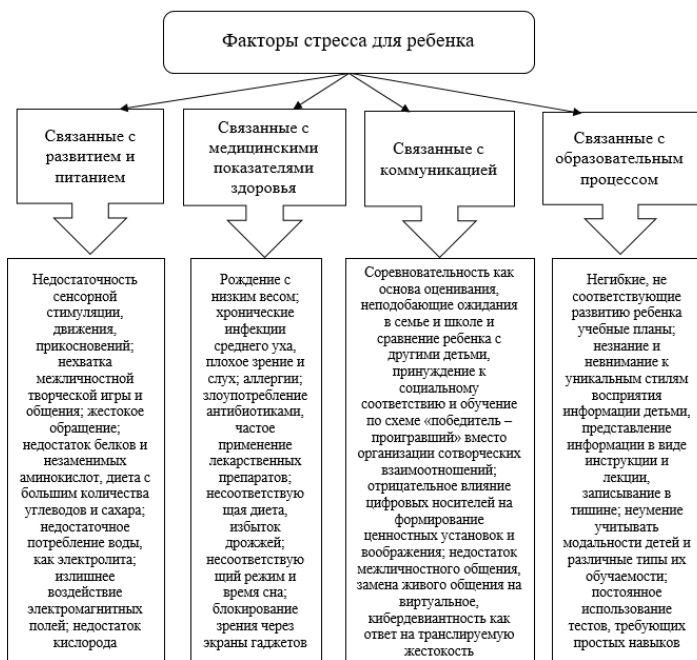 Факторы стресса для ребенка
Связанные с
развитием и
питанием
Связанные с
медицинскими
показателями
здоровья
Связанные с
коммуникацией
Связанные с
образовательным
процессом
Недостаточность
сенсорной
стимуляции,
движения,
прикосновений;
нехватка
межличностной
творческой игры и
общения; жестокое
обращение;
недостаток белков и
незаменимых
аминокислот, диета с
большим количества
углеводов и сахара;
недостаточное
потребление воды,
как электролита;
излишнее
воздействие
электромагнитных
полей; недостаток
кислорода
Рождение с
низким весом;
хронические
инфекции
среднего уха,
плохое зрение и
слух; аллергии;
злоупотребление
антибиотиками,
частое
применение
лекарственных
препаратов;
несоответствую
щая диета,
избыток
дрожжей;
несоответствую
щий режим и
время сна;
блокирование
зрения через
экраны гаджетов
Соревновательность как
основа оценивания,
неподобающие ожидания
в семье и школе и
сравнение ребенка с
другими детьми,
принуждение к
социальному
соответствию и обучение
по схеме «победитель –
проигравший» вместо
организации сотворческих
взаимоотношений;
отрицательное влияние
цифровых носителей на
формирование
ценностных установок и
воображения; недостаток
межличностного общения,
замена живого общения на
виртуальное,
кибердевиантность как
ответ на транслируемую
жестокость
Негибкие, не
соответствующие
развитию ребенка
учебные планы;
незнание и
невнимание к
уникальным стилям
восприятия
информации детьми,
представление
информации в виде
инструкции и
лекции,
записывание в
тишине; неумение
учитывать
модальности детей и
различные типы их
обучаемости;
постоянное
использование
тестов, требующих
простых навыков